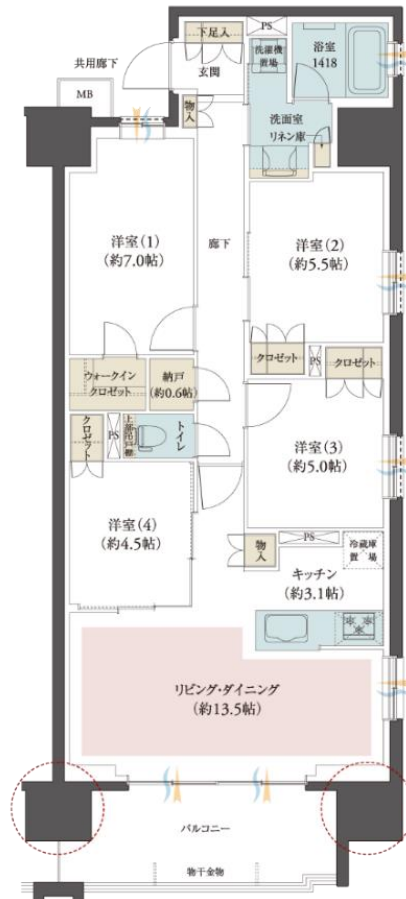 下足入
PS
洗濯機
置場
浴室
1418
共用廊下
玄関
MB
物入
洗面室
リネン庫
洋室(1)
(約7.0帖)
廊下
洋室(2)
(約5.5帖)
ウォークイン
クロゼット
納戸
(約0.6帖)
クロゼット
PS
クロゼット
クロゼット
PS
上部吊戸棚
トイレ
洋室(3)
(約5.0帖)
洋室(4)
(約4.5帖)
物入
PS
冷蔵庫
置場
キッチン
(約3.1帖)
リビング・ダイニング
(約13.5帖)
バルコニー
物干金物